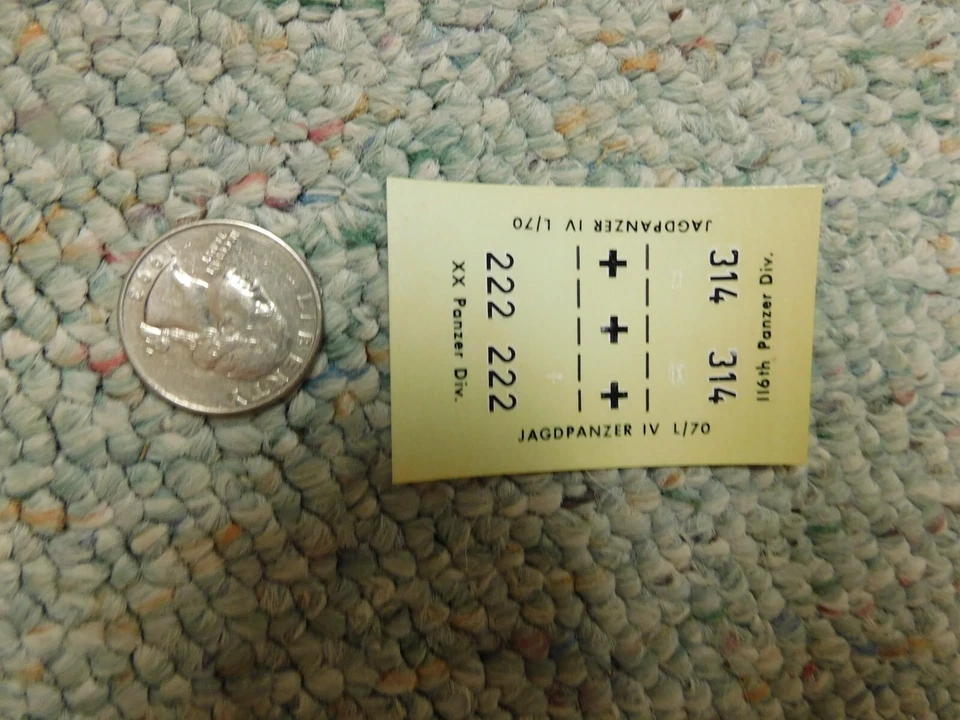 JAGDPANZER IV L/70
314 314
116th Panzer Div.
222 222
XX Panzer Div.
JAGDPANZER IV L/70
LIBERTY